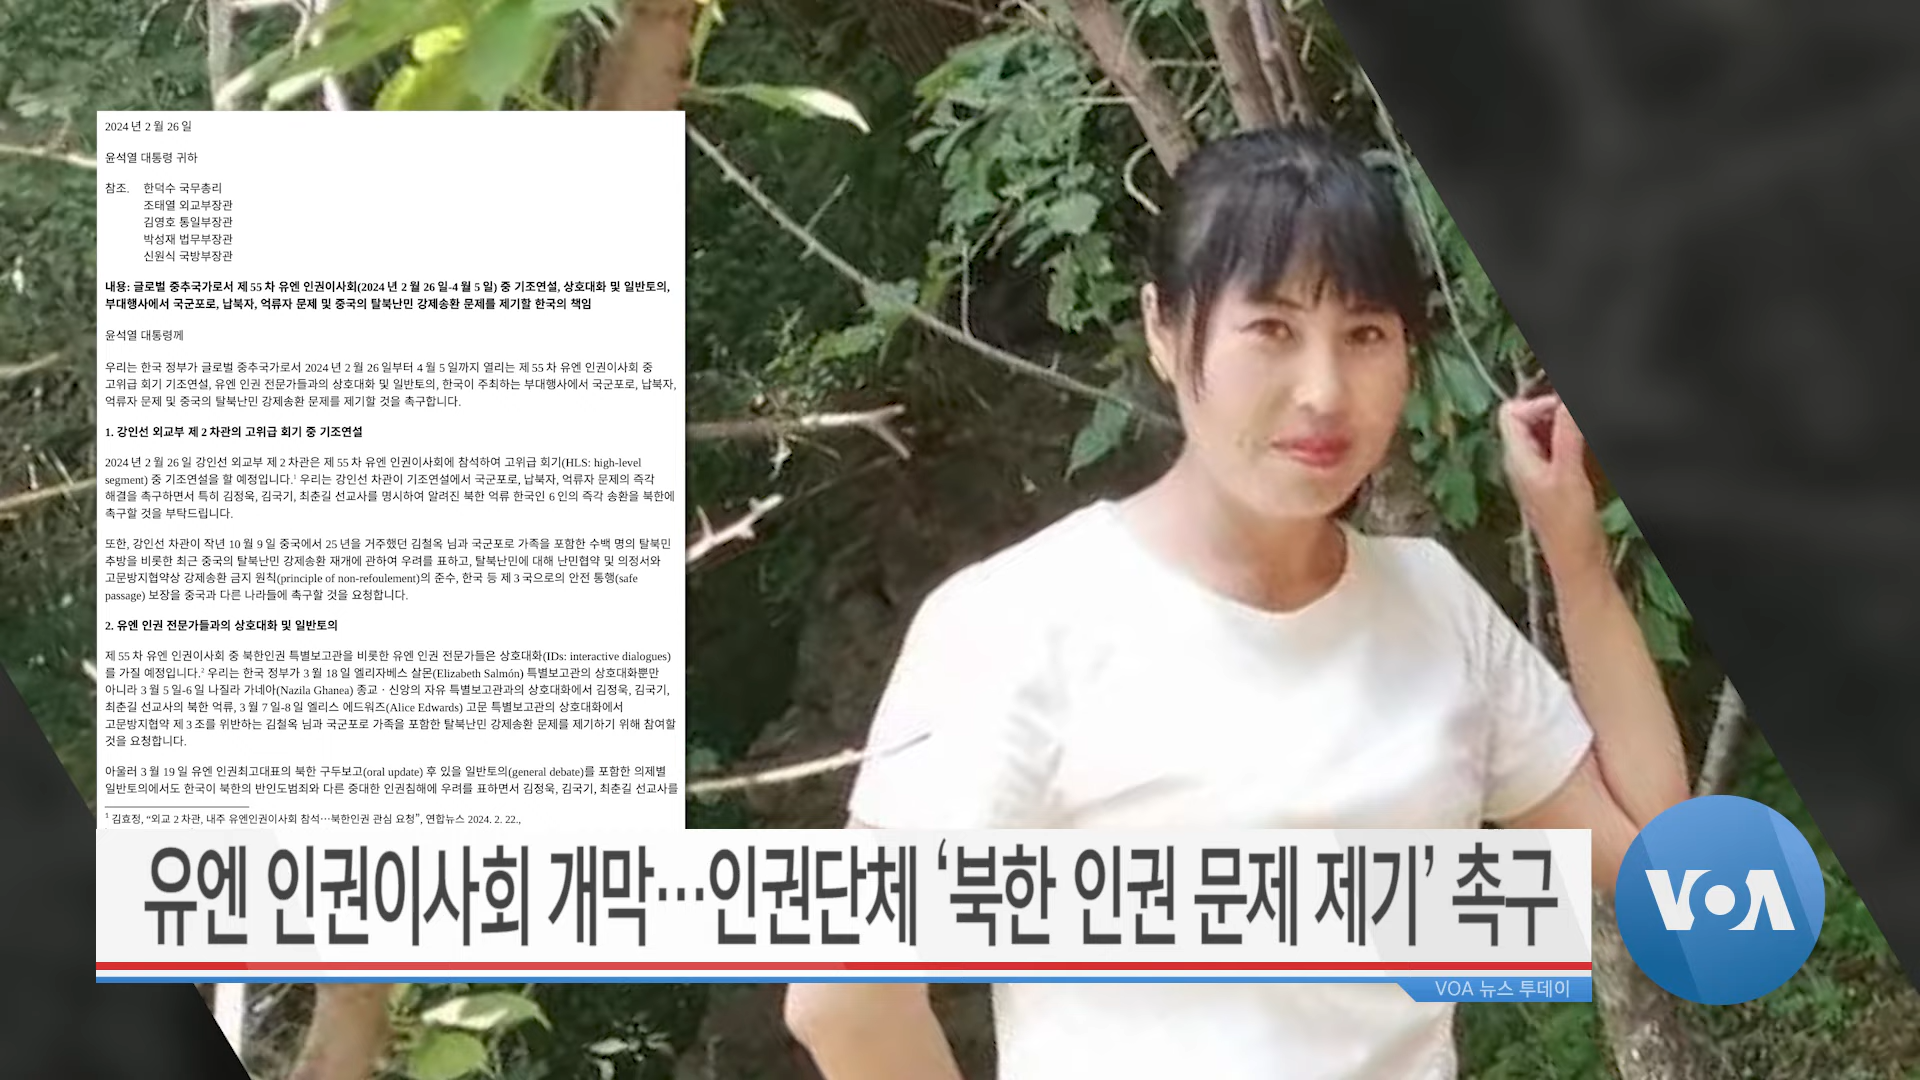 2024 년 2 월 26 일
윤석열 대통령 귀하
참조. 한덕수 국무총리
조태열 외교부장관
김영호 통일부장관
박성재 법무부장관
신원식 국방부장관
내용: 글로벌 중추국가로서 제 55 차 유엔 인권이사회(2024 년 2 월 26 일-4 월 5 일) 중 기조연설, 상호대화 및 일반토의,
부대행사에서 국군포로, 납북자, 억류자 문제 및 중국의 탈북난민 강제송환 문제를 제기할 한국의 책임
윤석열 대통령께
우리는 한국 정부가 글로벌 중추국가로서 2024 년 2 월 26 일부터 4 월 5 일까지 열리는 제 55 차 유엔 인권이사회 중
고위급 회기 기조연설, 유엔 인권 전문가들과의 상호대화 및 일반토의, 한국이 주최하는 부대행사에서 국군포로, 납북자,
억류자 문제 및 중국의 탈북난민 강제송환 문제를 제기할 것을 촉구합니다.
1. 강인선 외교부 제 2 차관의 고위급 회기 중 기조연설
2024 년 2 월 26 일 강인선 외교부 제 2 차관은 제 55 차 유엔 인권이사회에 참석하여 고위급 회기(HLS: high-level
segment) 중 기조연설을 할 예정입니다.1 우리는 강인선 차관이 기조연설에서 국군포로, 납북자, 억류자 문제의 즉각
해결을 촉구하면서 특히 김정욱, 김국기, 최춘길 선교사를 명시하여 알려진 북한 억류 한국인 6 인의 즉각 송환을 북한에
촉구할 것을 부탁드립니다.
또한, 강인선 차관이 작년 10 월 9 일 중국에서 25 년을 거주했던 김철옥 님과 국군포로 가족을 포함한 수백 명의 탈북민
추방을 비롯한 최근 중국의 탈북난민 강제송환 재개에 관하여 우려를 표하고, 탈북난민에 대해 난민협약 및 의정서와
고문방지협약상 강제송환 금지 원칙(principle of non-refoulement)의 준수, 한국 등 제 3 국으로의 안전 통행(safe
passage) 보장을 중국과 다른 나라들에 촉구할 것을 요청합니다.
2. 유엔 인권 전문가들과의 상호대화 및 일반토의
제 55 차 유엔 인권이사회 중 북한인권 특별보고관을 비롯한 유엔 인권 전문가들은 상호대화(IDs: interactive dialogues)
를 가질 예정입니다.2 우리는 한국 정부가 3 월 18 일 엘리자베스 살몬(Elizabeth Salmón) 특별보고관의 상호대화뿐만
아니라 3 월 5 일-6 일 나질라 가네아(Nazila Ghanea) 종교 · 신앙의 자유 특별보고관과의 상호대화에서 김정욱, 김국기,
최춘길 선교사의 북한 억류, 3 월 7 일-8 일 엘리스 에드워즈(Alice Edwards) 고문 특별보고관의 상호대화에서
고문방지협약 제 3 조를 위반하는 김철옥 님과 국군포로 가족을 포함한 탈북난민 강제송환 문제를 제기하기 위해 참여할
것을 요청합니다.
아울러 3 월 19 일 유엔 인권최고대표의 북한 구두보고(oral update) 후 있을 일반토의(general debate)를 포함한 의제별
일반토의에서도 한국이 북한의 반인도범죄와 다른 중대한 인권침해에 우려를 표하면서 김정욱, 김국기, 최춘길 선교사를
1 김효정, “외교 2 차관, 내주 유엔인권이사회 참석…북한인권 관심 요청”, 연합뉴스 2024. 2. 22.,
유엔 인권이사회 개막…인권단체 ‘북한 인권 문제 제기’ 촉구
VOA
VOA 뉴스 투데이